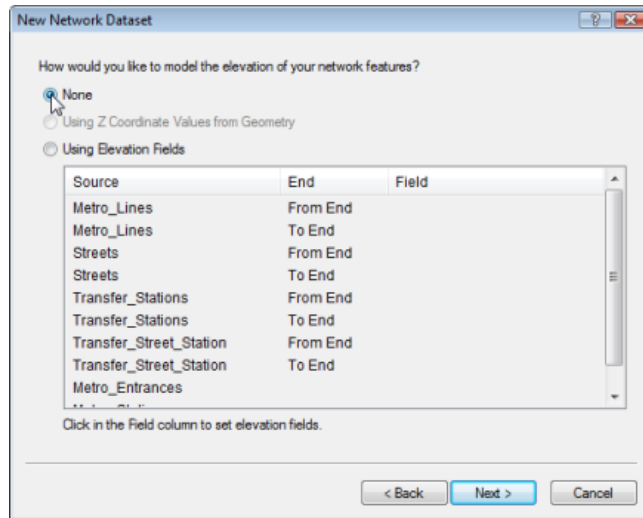 New Network Dataset
How would you like to model the elevation of your network features?
None
Using Z Coordinate Values from Geometry
Using Elevation Fields
Source End Field
Metro_Lines From End
Metro_Lines To End
Streets From End
Streets To End
Transfer_Stations From End
Transfer_Stations To End
Transfer_Street_Station From End
Transfer_Street_Station To End
Metro_Entrances
Click in the Field column to set elevation fields.
< Back Next > Cancel